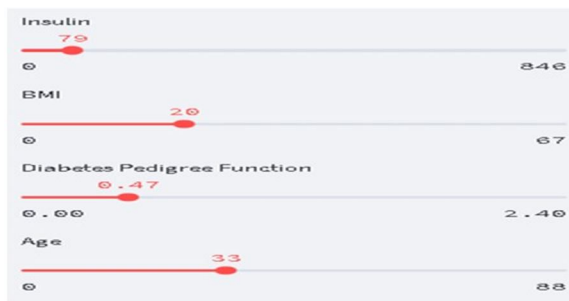 Insulin
79
0 846
BMI
20
0 67
Diabetes Pedigree Function
0.47
0.00 2.40
Age
33
0 88